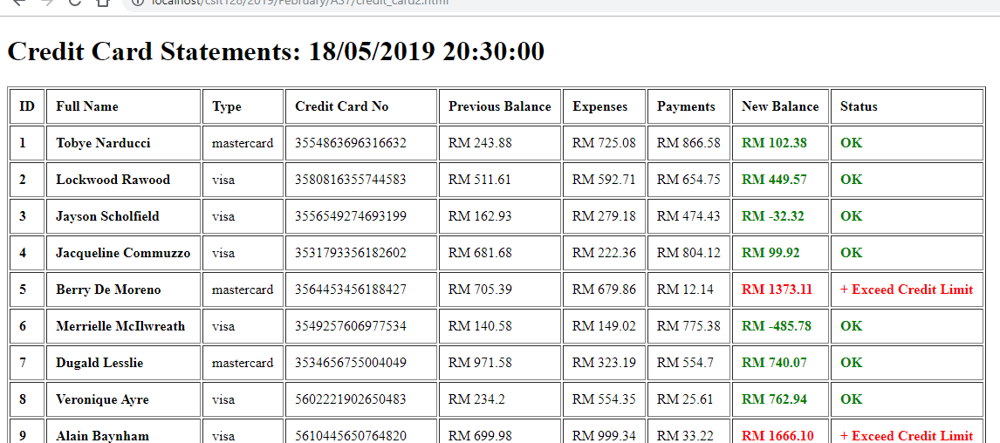 localhost/csit128/2019/February/A37/credit_card2.html
Credit Card Statements: 18/05/2019 20:30:00
ID Full Name Type Credit Card No Previous Balance Expenses Payments New Balance Status
1 Tobye Narducci mastercard 3554863696316632 RM 243.88 RM 725.08 RM 866.58 RM 102.38 OK
2 Lockwood Rawood visa 3580816355744583 RM 511.61 RM 592.71 RM 654.75 RM 449.57 OK
3 Jayson Scholfield visa 3556549274693199 RM 162.93 RM 279.18 RM 474.43 RM -32.32 OK
4 Jacqueline Commuzzo visa 3531793356182602 RM 681.68 RM 222.36 RM 804.12 RM 99.92 OK
5 Berry De Moreno mastercard 3564453456188427 RM 705.39 RM 679.86 RM 12.14 RM 1373.11 + Exceed Credit Limit
6 Merrielle McIlwreath visa 3549257606977534 RM 140.58 RM 149.02 RM 775.38 RM -485.78 OK
7 Dugald Lesslie mastercard 3534656755004049 RM 971.58 RM 323.19 RM 554.7 RM 740.07 OK
8 Veronique Ayre visa 5602221902650483 RM 234.2 RM 554.35 RM 25.61 RM 762.94 OK
9 Alain Baynham visa 5610445650764820 RM 699.98 RM 999.34 RM 33.22 RM 1666.10 + Exceed Credit Limit